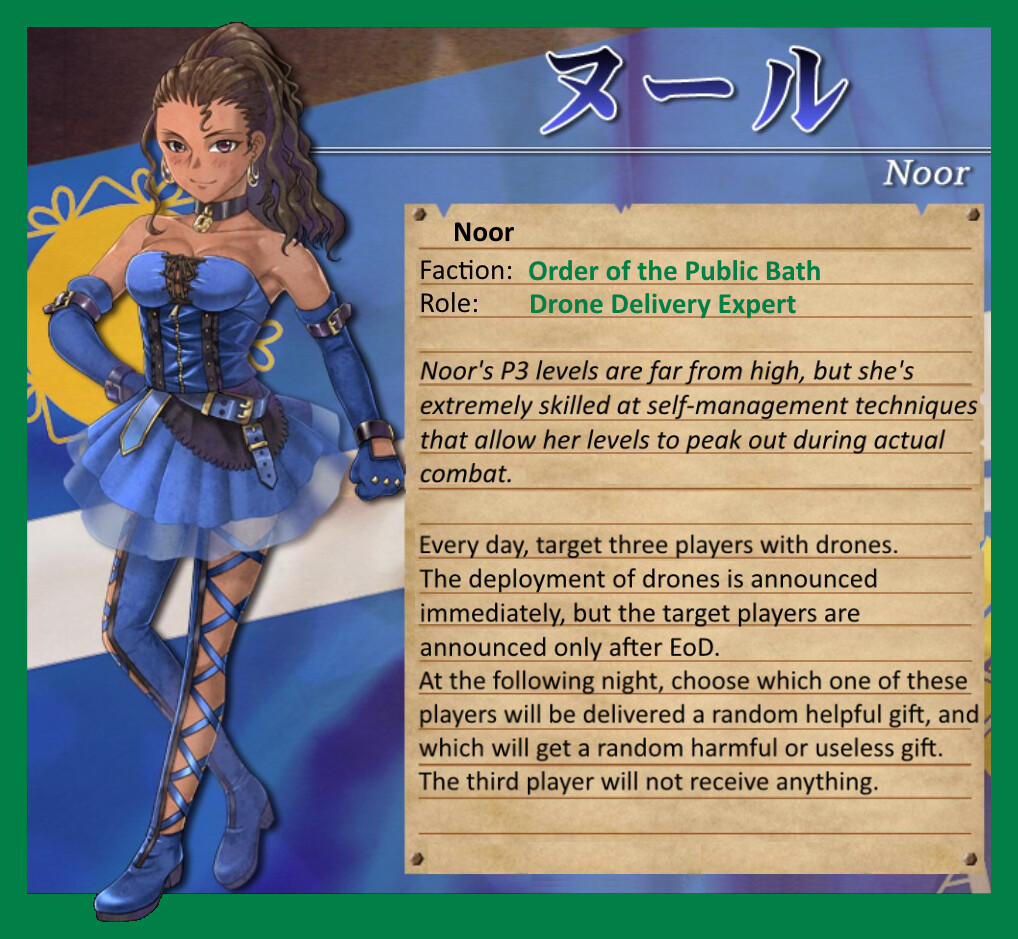 ヌール
Noor
Noor
Faction: Order of the Public Bath
Role: Drone Delivery Expert
Noor's P3 levels are far from high, but she's
extremely skilled at self-management techniques
that allow her levels to peak out during actual
combat.
Every day, target three players with drones.
The deployment of drones is announced
immediately, but the target players are
announced only after EoD.
At the following night, choose which one of these
players will be delivered a random helpful gift, and
which will get a random harmful or useless gift.
The third player will not receive anything.